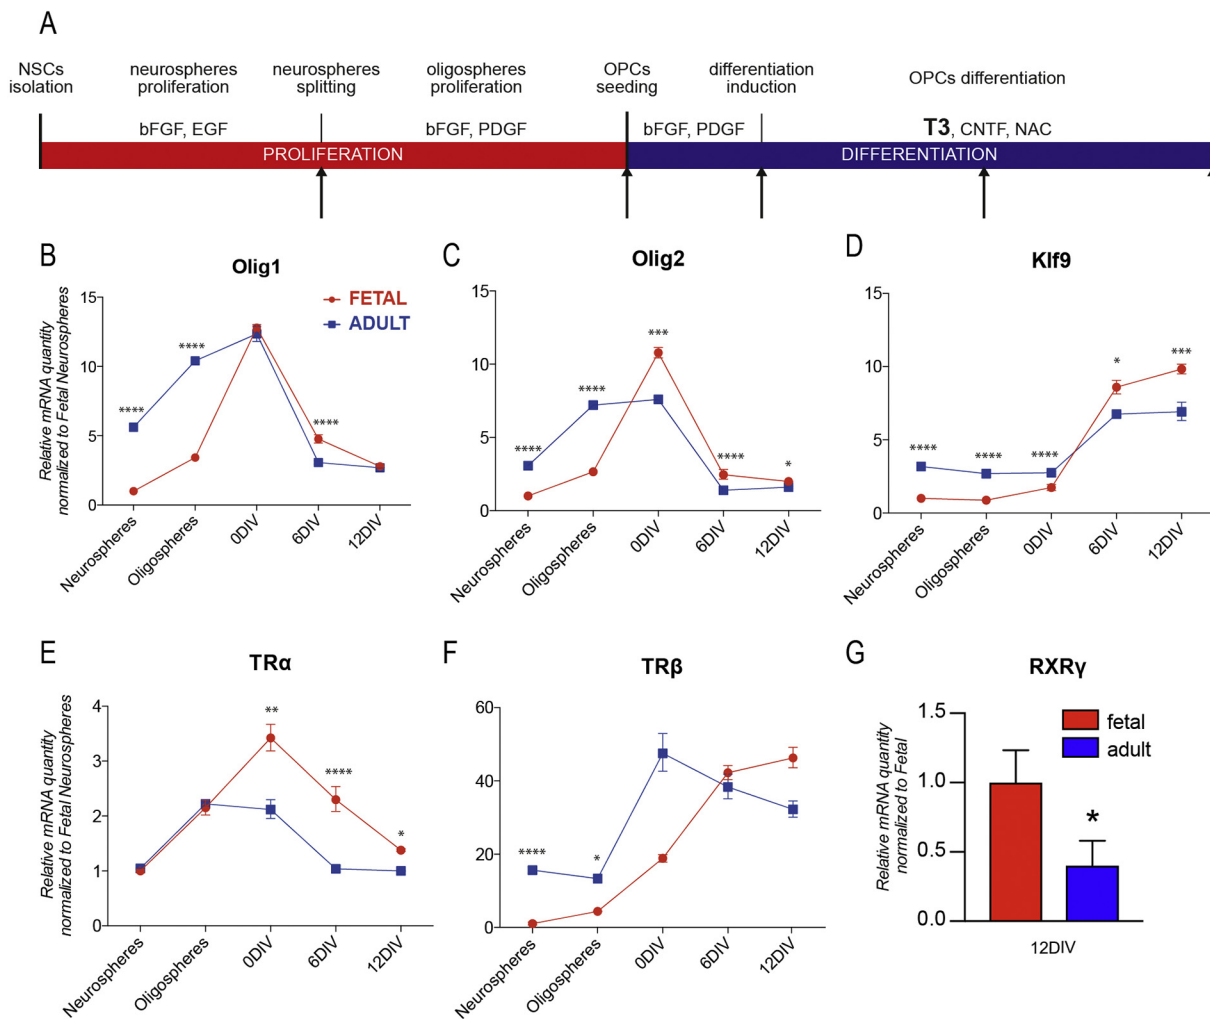 A
NSCs
isolation
neurospheres
proliferation
neurospheres
splitting
oligospheres
proliferation
OPCs
seeding
differentiation
induction
OPCs differentiation
bFGF, EGF
bFGF, PDGF
bFGF, PDGF
T3, CNTF, NAC
PROLIFERATION
DIFFERENTIATION
B
Olig1
Relative mRNA quantity
normalized to Fetal Neurospheres
15
10
5
0
FETAL
ADULT
****
****
****
Neurospheres
Oligospheres
0DIV
6DIV
12DIV
C
Olig2
15
10
5
0
****
****
***
****
*
Neurospheres
Oligospheres
0DIV
6DIV
12DIV
D
Klf9
15
10
5
0
****
****
****
*
***
Neurospheres
Oligospheres
0DIV
6DIV
12DIV
E
TRα
Relative mRNA quantity
normalized to Fetal Neurospheres
4
3
2
1
0
**
****
*
Neurospheres
Oligospheres
0DIV
6DIV
12DIV
F
TRβ
60
40
20
0
****
*
Neurospheres
Oligospheres
0DIV
6DIV
12DIV
G
RXRγ
Relative mRNA quantity
normalized to Fetal
1.5
1.0
0.5
0.0
fetal
adult
*
12DIV